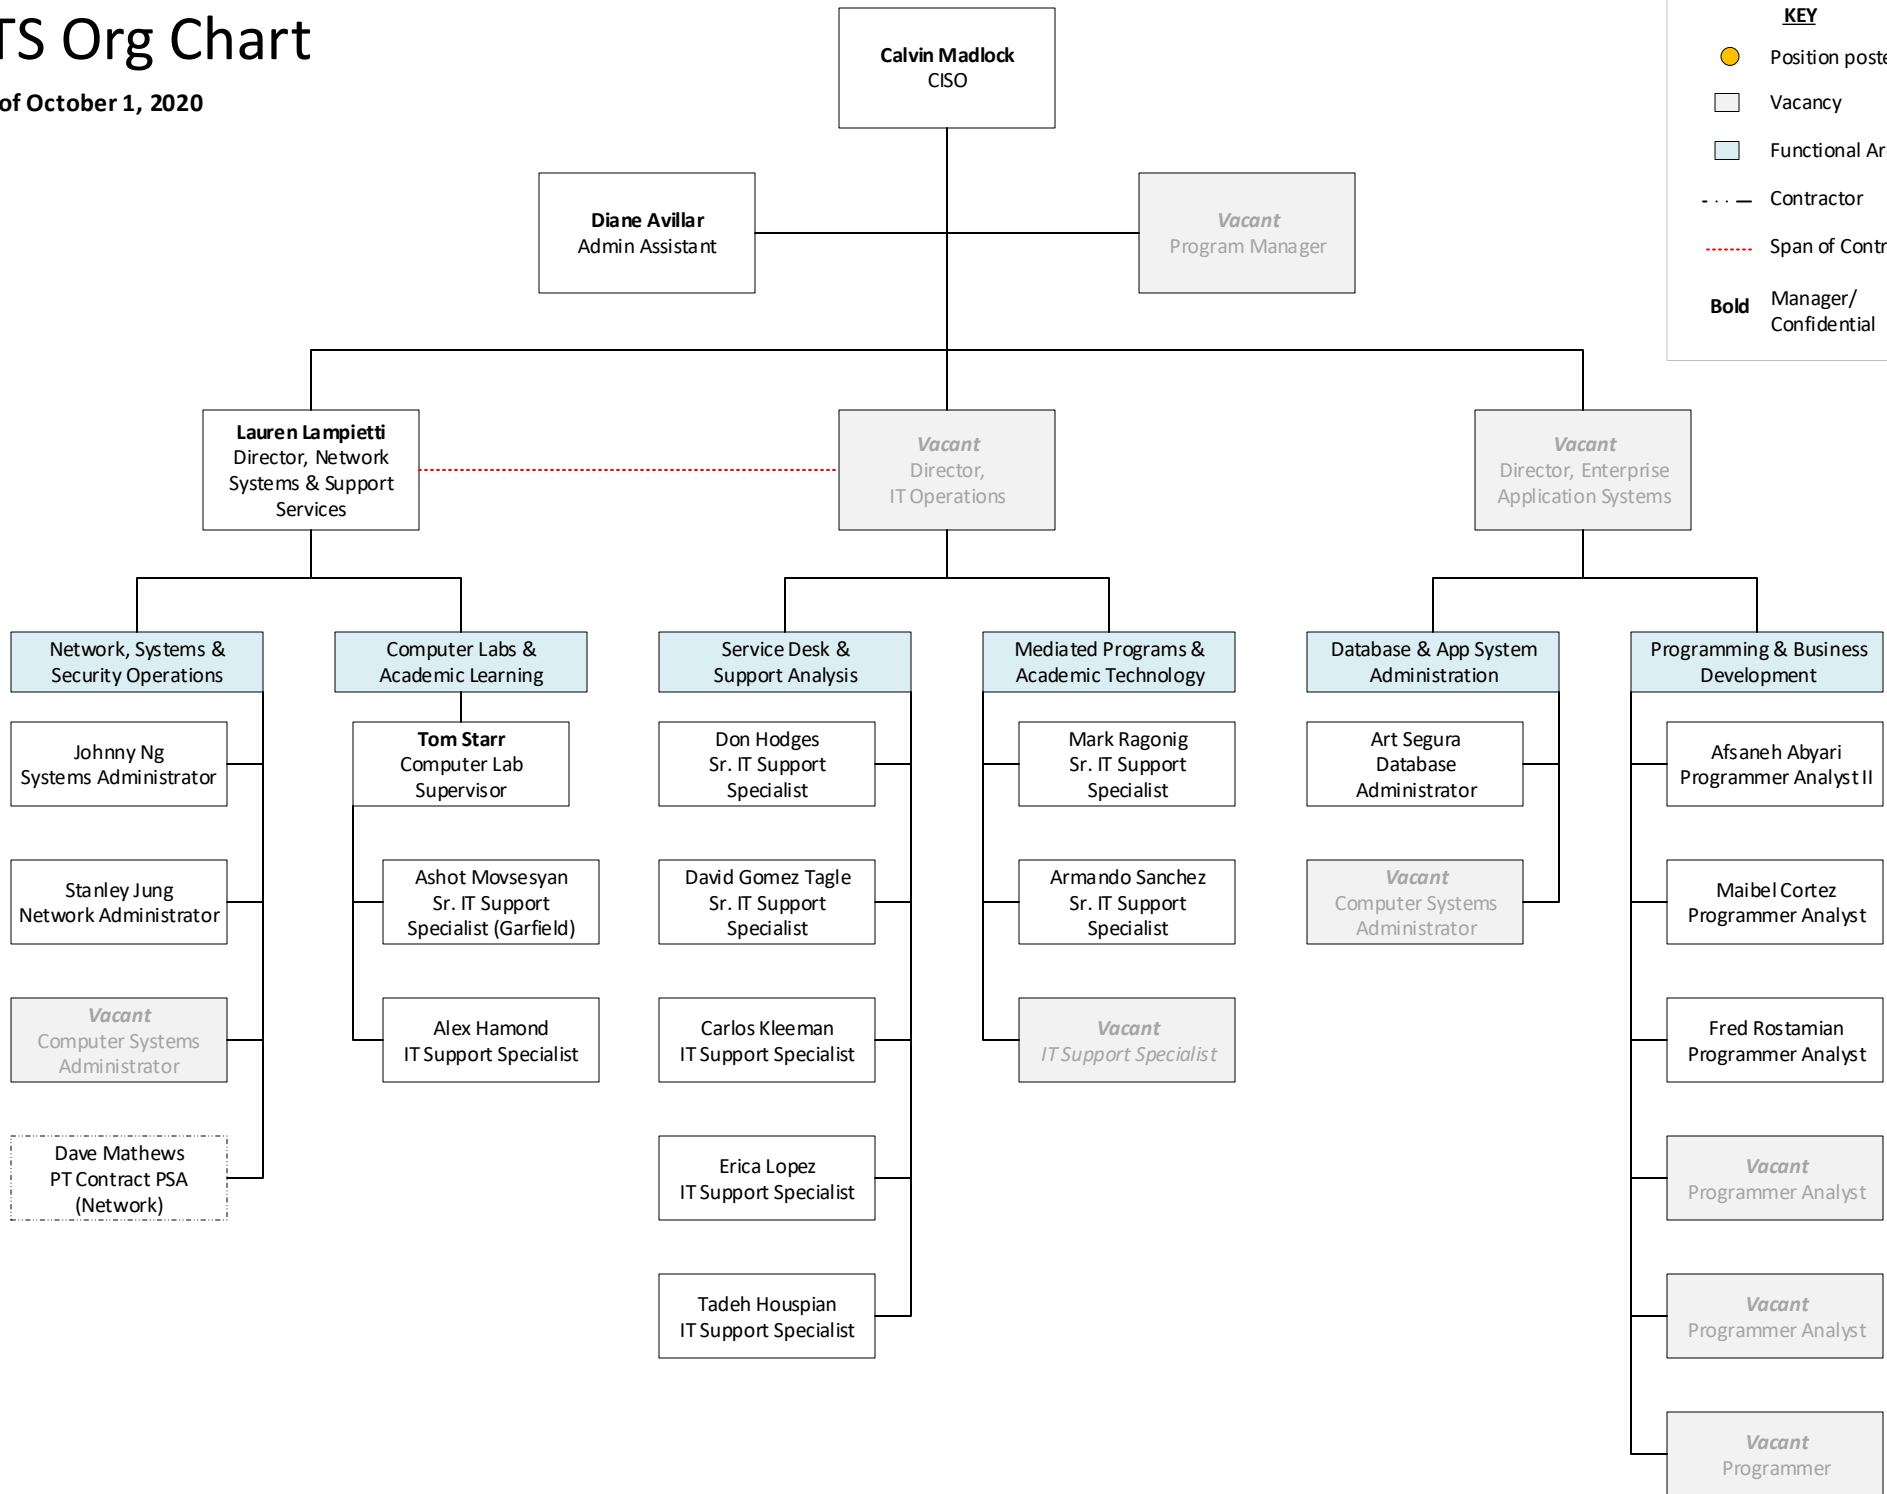 TS Org Chart
of October 1, 2020
KEY
Position poste
Vacancy
Functional Ar
Contractor
Span of Contr
Bold
Manager/
Confidential
Calvin Madlock
CISO
Diane Avillar
Admin Assistant
Vacant
Program Manager
Lauren Lampietti
Director, Network
Systems & Support
Services
Vacant
Director,
IT Operations
Vacant
Director, Enterprise
Application Systems
Network, Systems &
Security Operations
Johnny Ng
Systems Administrator
Stanley Jung
Network Administrator
Vacant
Computer Systems
Administrator
Dave Mathews
PT Contract PSA
(Network)
Computer Labs &
Academic Learning
Tom Starr
Computer Lab
Supervisor
Ashot Movsesyan
Sr. IT Support
Specialist (Garfield)
Alex Hamond
IT Support Specialist
Service Desk &
Support Analysis
Don Hodges
Sr. IT Support
Specialist
David Gomez Tagle
Sr. IT Support
Specialist
Carlos Kleeman
IT Support Specialist
Erica Lopez
IT Support Specialist
Tadeh Houspian
IT Support Specialist
Mediated Programs &
Academic Technology
Mark Ragonig
Sr. IT Support
Specialist
Armando Sanchez
Sr. IT Support
Specialist
Vacant
IT Support Specialist
Database & App System
Administration
Art Segura
Database
Administrator
Vacant
Computer Systems
Administrator
Programming & Business
Development
Afsaneh Abyari
Programmer Analyst II
Maibel Cortez
Programmer Analyst
Fred Rostamian
Programmer Analyst
Vacant
Programmer Analyst
Vacant
Programmer Analyst
Vacant
Programmer